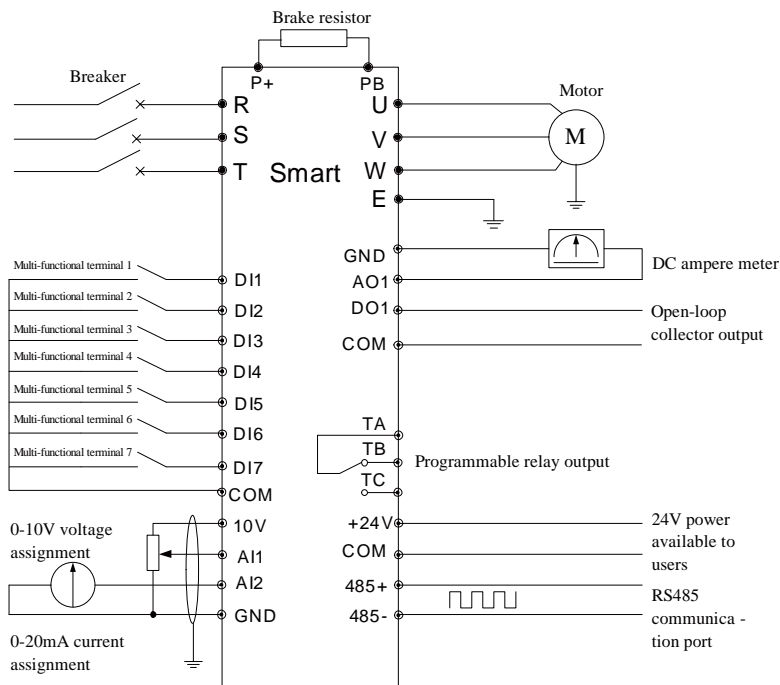 Brake resistor
Breaker
P+
PB
Motor
R
U
S
V
M
T
Smart
W
E
GND
DC ampere meter
Multi-functional terminal 1
DI1
AO1
Multi-functional terminal 2
DI2
DO1
Open-loop
collector output
Multi-functional terminal 3
DI3
COM
Multi-functional terminal 4
DI4
Multi-functional terminal 5
DI5
Multi-functional terminal 6
DI6
TA
Multi-functional terminal 7
DI7
TB
Programmable relay output
COM
TC
0-10V voltage
assignment
10V
+24V
24V power
available to
users
AI1
COM
AI2
485+
RS485
communica -
tion port
GND
485-
0-20mA current
assignment